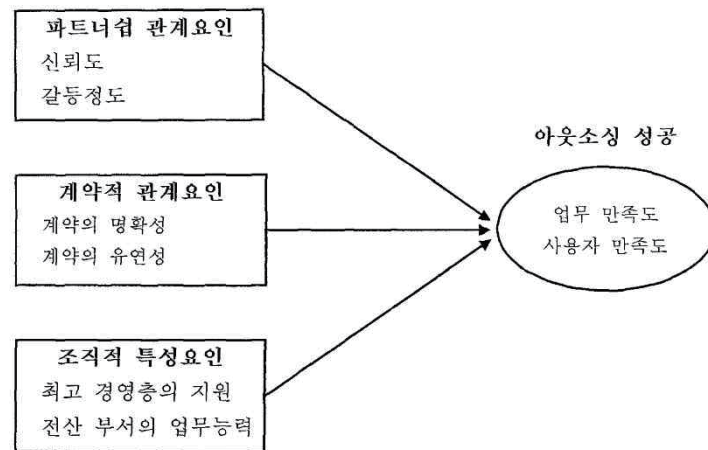 파트너쉽 관계요인
신뢰도
갈등정도
아웃소싱 성공
계약적 관계요인
계약의 명확성
계약의 유연성
업무 만족도
사용자 만족도
조직적 특성요인
최고 경영층의 지원
전산 부서의 업무능력